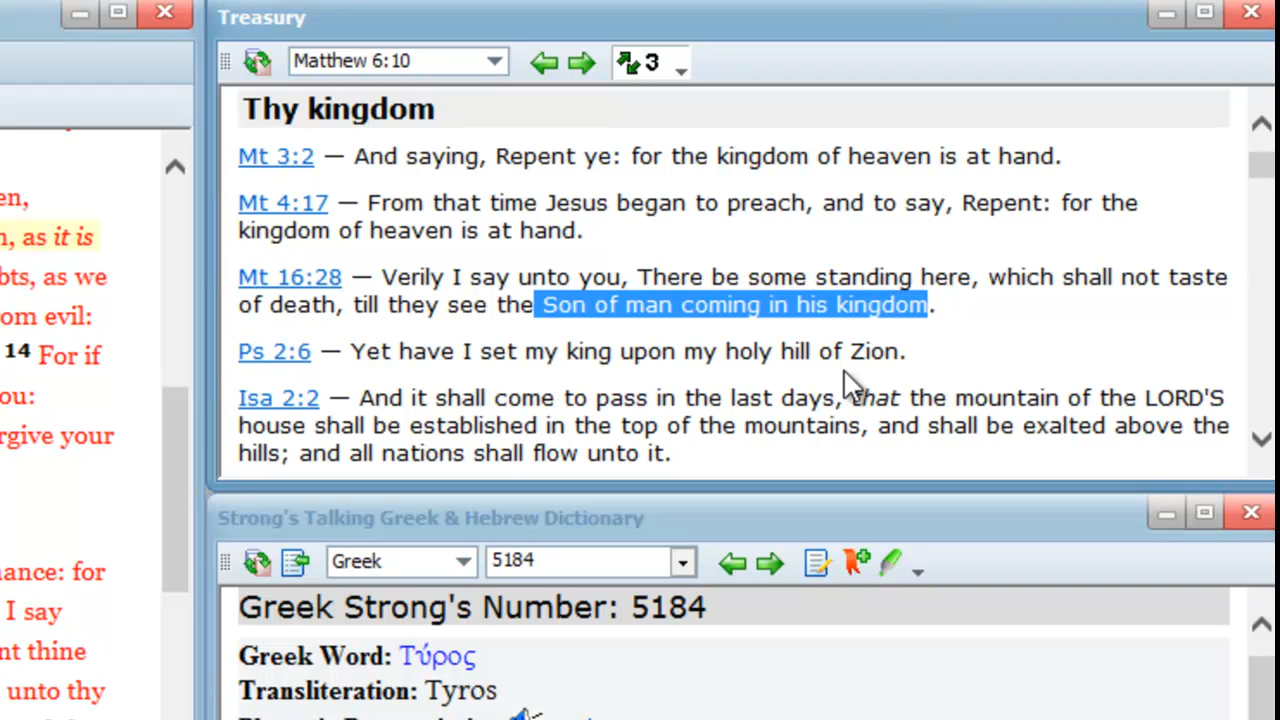 en,
n, as it is
bts, as we
rom evil:
14 For if
ou:
rgive your
ance: for
I say
nt thine
unto thy
Treasury
Matthew 6:10
3
Thy kingdom
Mt 3:2 — And saying, Repent ye: for the kingdom of heaven is at hand.
Mt 4:17 — From that time Jesus began to preach, and to say, Repent: for the
kingdom of heaven is at hand.
Mt 16:28 — Verily I say unto you, There be some standing here, which shall not taste
of death, till they see the Son of man coming in his kingdom.
Ps 2:6 — Yet have I set my king upon my holy hill of Zion.
Isa 2:2 — And it shall come to pass in the last days, that the mountain of the LORD'S
house shall be established in the top of the mountains, and shall be exalted above the
hills; and all nations shall flow unto it.
Strong's Talking Greek & Hebrew Dictionary
Greek
5184
Greek Strong's Number: 5184
Greek Word: Τύρος
Transliteration: Tyros